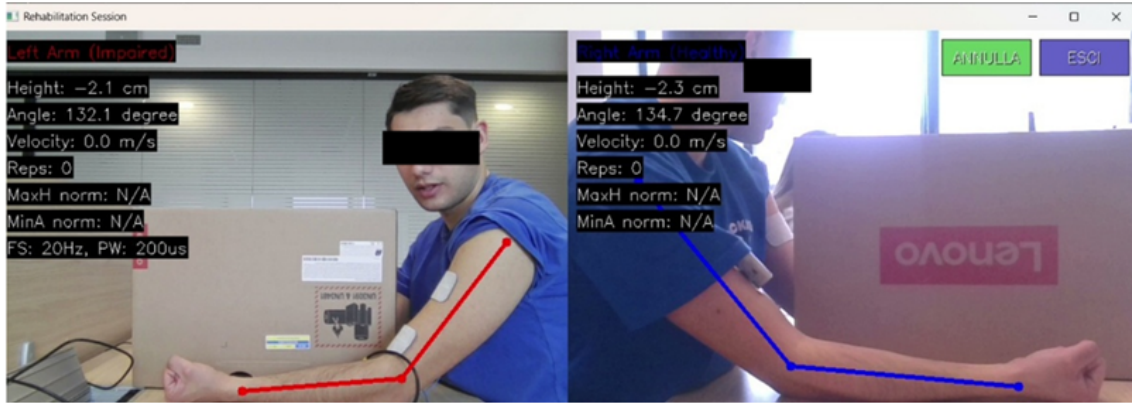 Rehabilitation Session
Left Arm (Impaired)
Height: -2.1 cm
Angle: 132.1 degree
Velocity: 0.0 m/s
Reps: 0
MaxH norm: N/A
MinA norm: N/A
FS: 20Hz, PW: 200us
Right Arm (Healthy)
Height: -2.3 cm
Angle: 134.7 degree
Velocity: 0.0 m/s
Reps: 0
MaxH norm: N/A
MinA norm: N/A
ANNULLA
ESCI
Lenovo